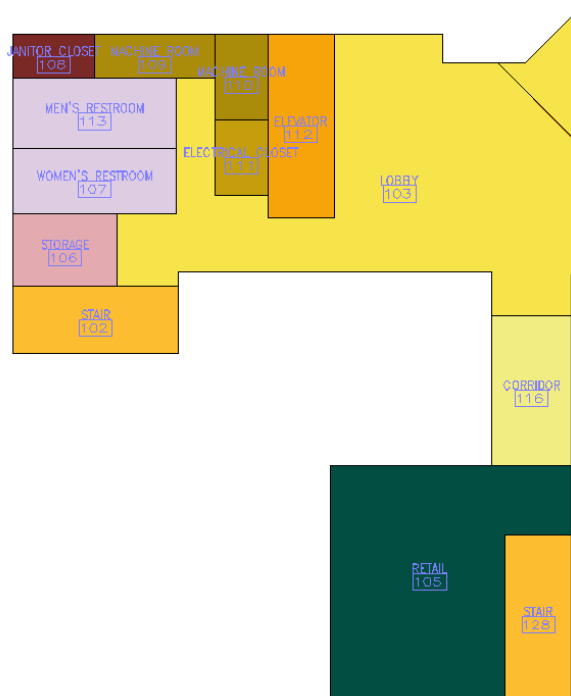 JANITOR CLOSET
108
MACHINE ROOM
109
MACHINE ROOM
110
MEN'S RESTROOM
113
ELEVATOR
112
ELECTRICAL CLOSET
111
WOMEN'S RESTROOM
107
LOBBY
103
STORAGE
106
STAIR
102
CORRIDOR
116
RETAIL
105
STAIR
128